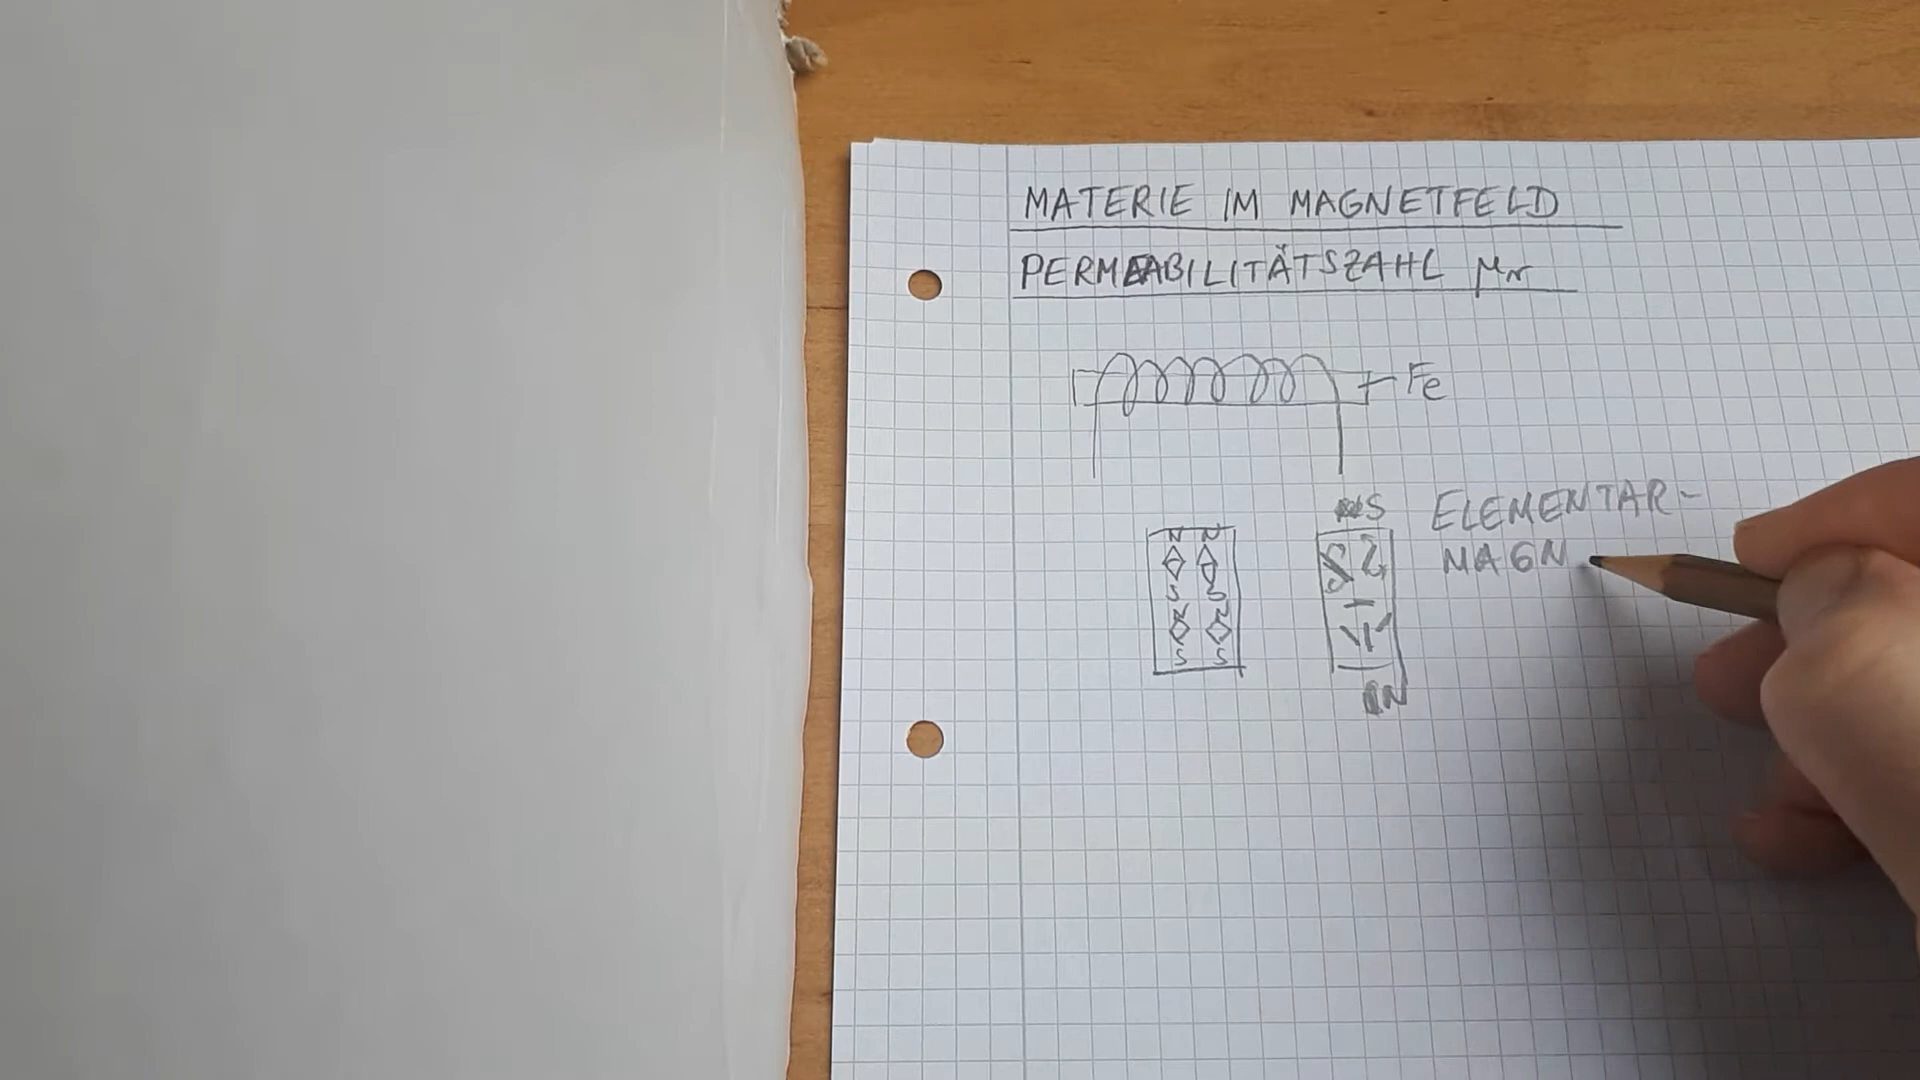 MATERIE IM MAGNETFELD
PERMEABILITÄTSZAHL μr
Fe
S
ELEMENTAR-
MAGN
N N
S S
N N
S S
N